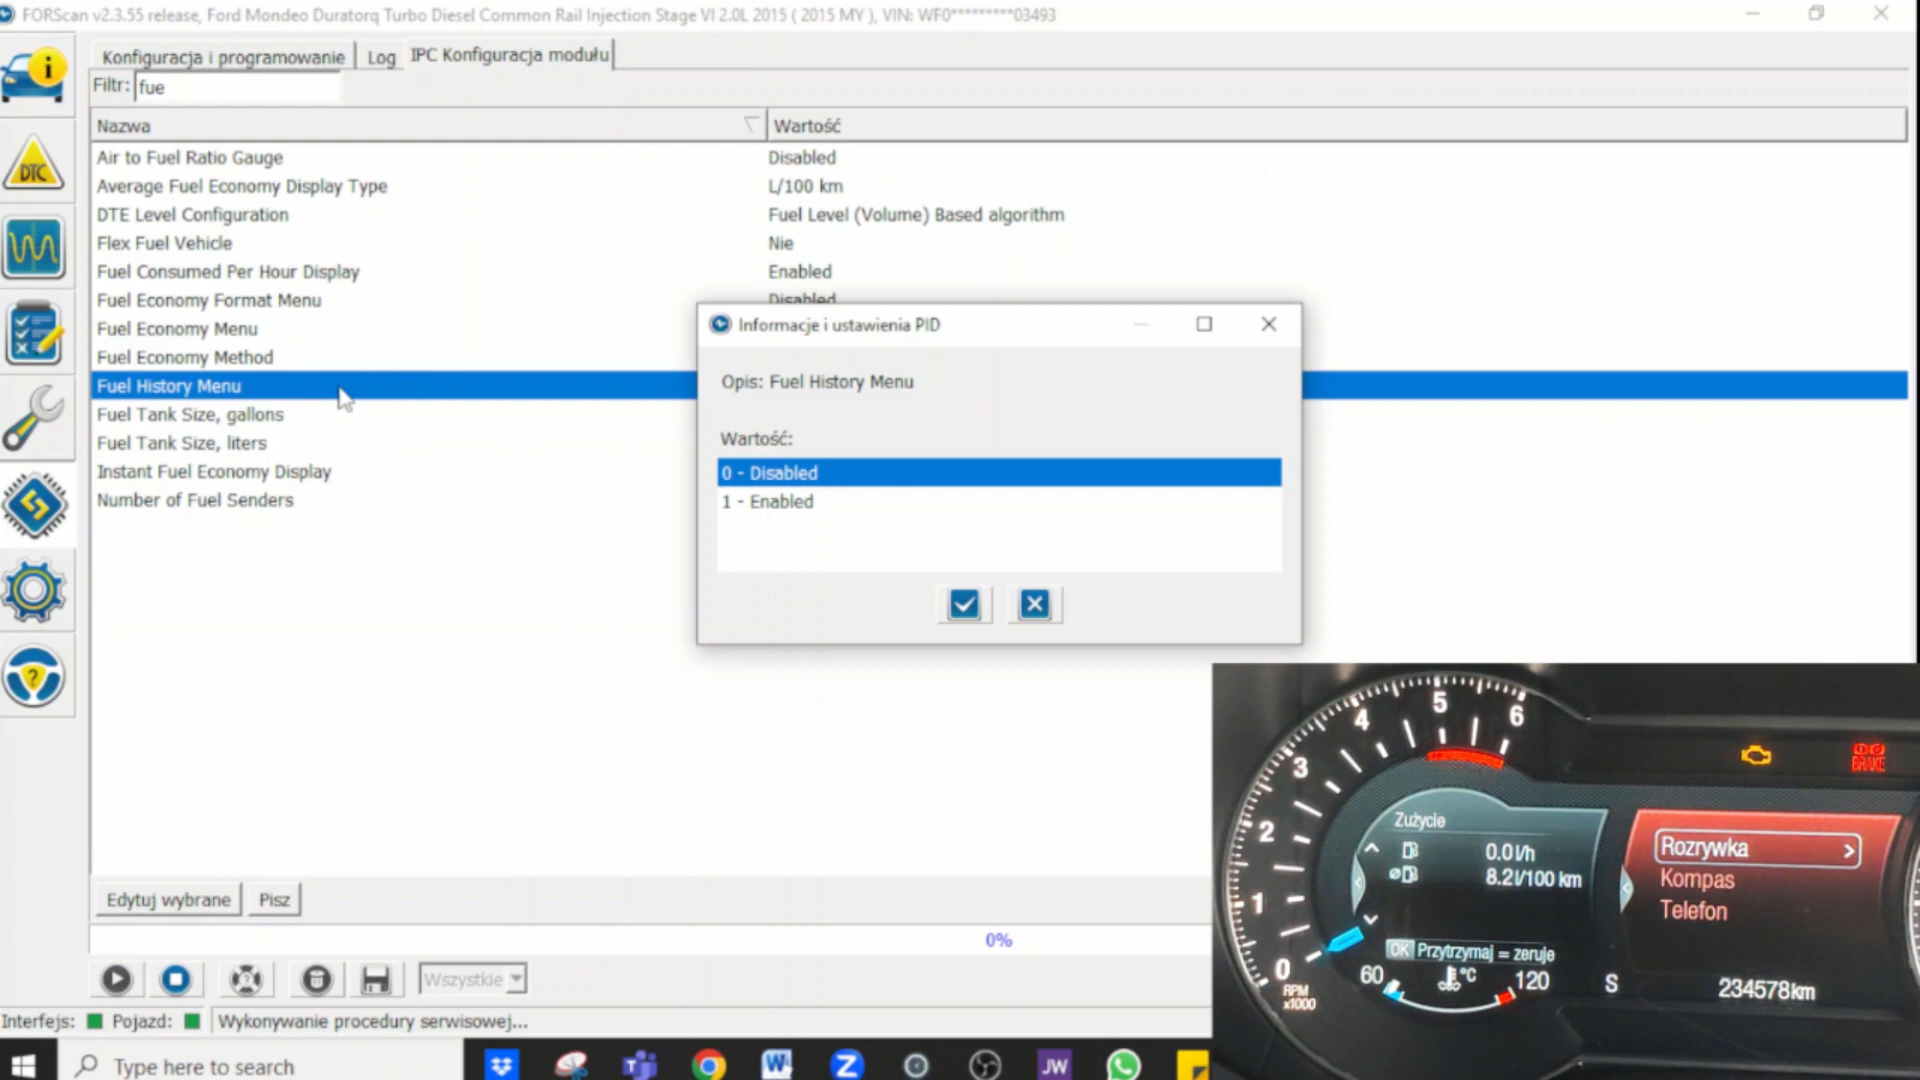 FORScan v2.3.55 release, Ford Mondeo Duratorq Turbo Diesel Common Rail Injection Stage VI 2.0L 2015 ( 2015 MY ), VIN: WF0*********03493
Konfiguracja i programowanie
Log
IPC Konfiguracja modułu
Filtr: fue
Nazwa
Wartość
Air to Fuel Ratio Gauge
Disabled
Average Fuel Economy Display Type
L/100 km
DTE Level Configuration
Fuel Level (Volume) Based algorithm
Flex Fuel Vehicle
Nie
Fuel Consumed Per Hour Display
Enabled
Fuel Economy Format Menu
Disabled
Fuel Economy Menu
Fuel Economy Method
Fuel History Menu
Fuel Tank Size, gallons
Fuel Tank Size, liters
Instant Fuel Economy Display
Number of Fuel Senders
i
DTC
?
Informacje i ustawienia PID
Opis: Fuel History Menu
Wartość:
0 - Disabled
1 - Enabled
Edytuj wybrane
Pisz
0%
Wszystkie
Interfejs:
Pojazd:
Wykonywanie procedury serwisowej...
Type here to search
W
Z
JW
0
1
2
3
4
5
6
RPM
x1000
BRAKE
Zużycie
0.0l/h
8.2l/100 km
OK Przytrzymaj = zeruje
60
°C
120
S
Rozrywka >
Kompas
Telefon
234578km